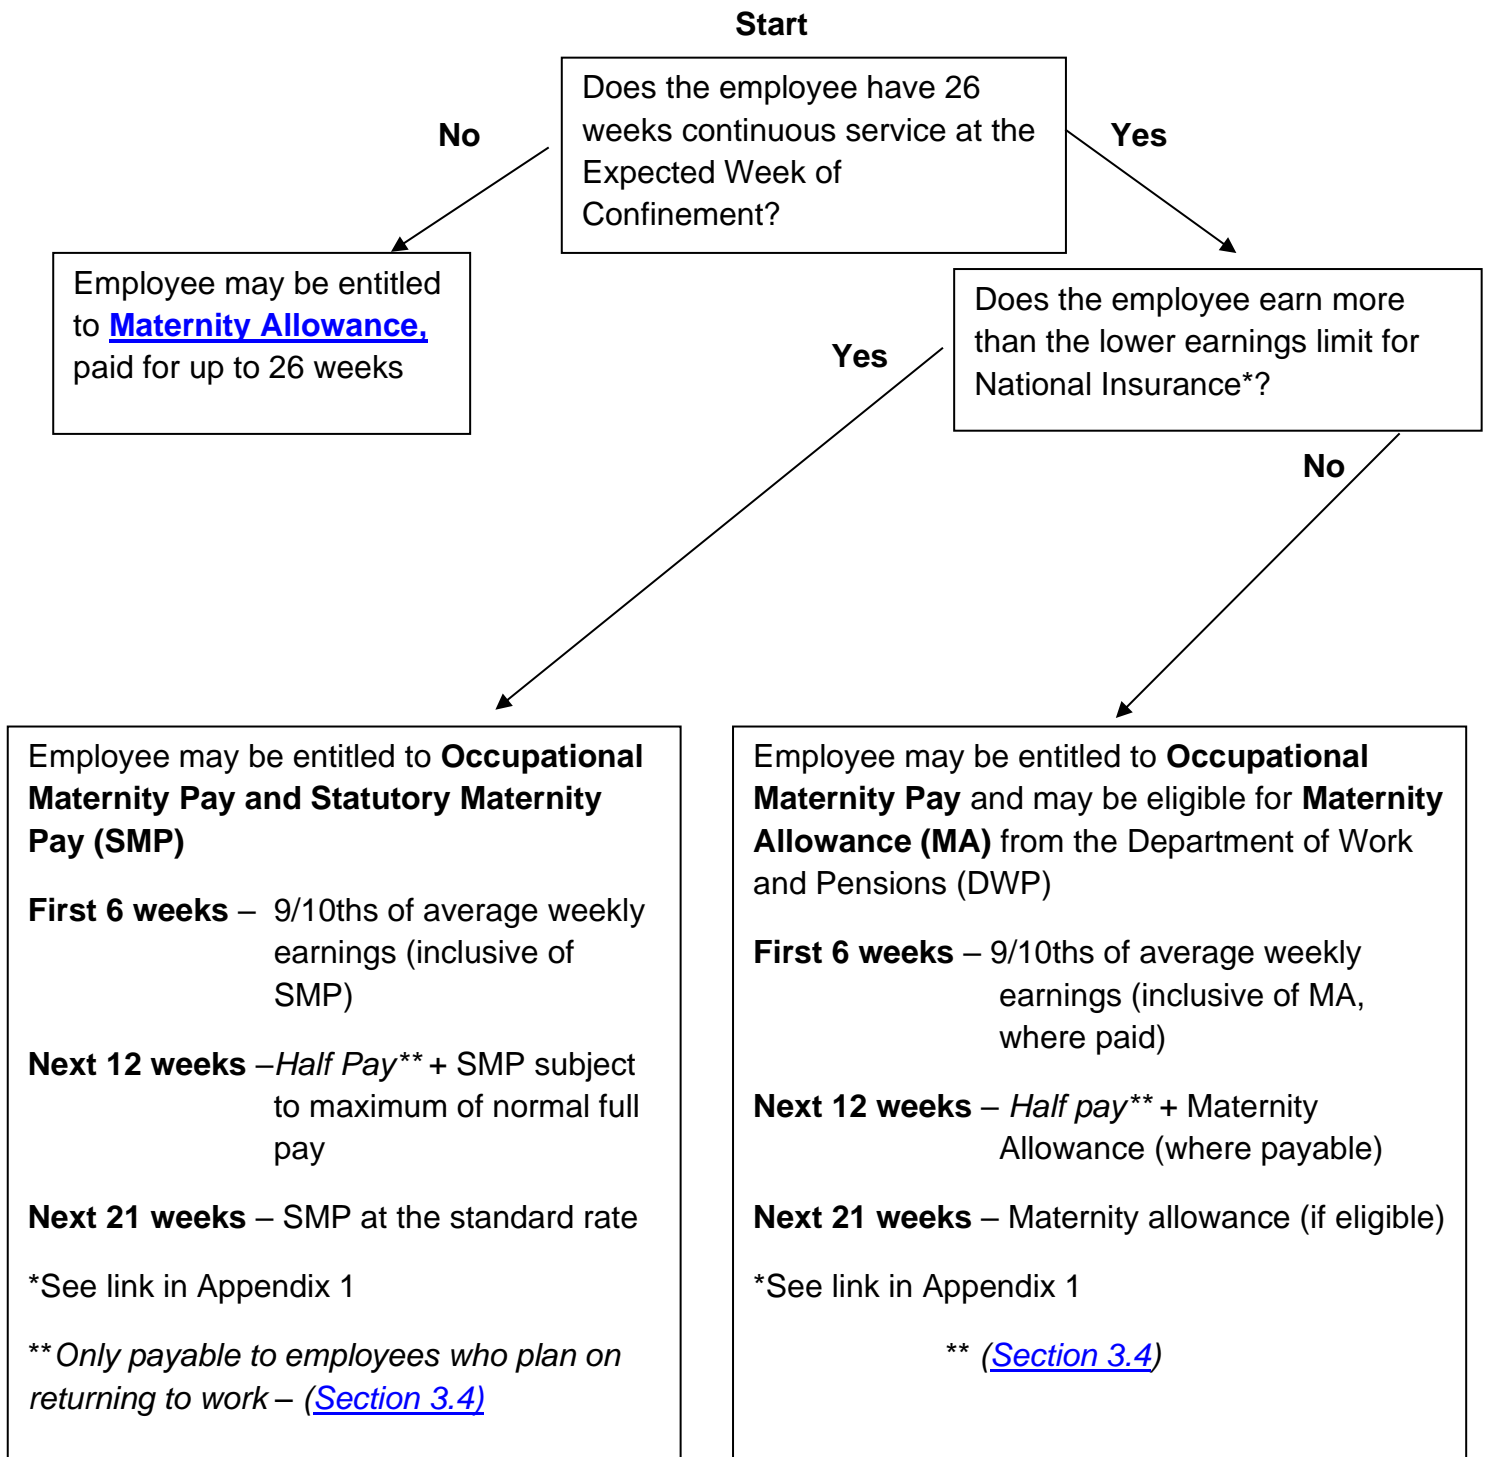 Start
Does the employee have 26
weeks continuous service at the
Expected Week of
Confinement?
No
Yes
Employee may be entitled
to Maternity Allowance,
paid for up to 26 weeks
Does the employee earn more
than the lower earnings limit for
National Insurance*?
Yes
No
Employee may be entitled to Occupational
Maternity Pay and Statutory Maternity
Pay (SMP)
First 6 weeks – 9/10ths of average weekly
earnings (inclusive of
SMP)
Next 12 weeks –Half Pay** + SMP subject
to maximum of normal full
pay
Next 21 weeks – SMP at the standard rate
*See link in Appendix 1
**Only payable to employees who plan on
returning to work – (Section 3.4)
Employee may be entitled to Occupational
Maternity Pay and may be eligible for Maternity
Allowance (MA) from the Department of Work
and Pensions (DWP)
First 6 weeks – 9/10ths of average weekly
earnings (inclusive of MA,
where paid)
Next 12 weeks – Half pay** + Maternity
Allowance (where payable)
Next 21 weeks – Maternity allowance (if eligible)
*See link in Appendix 1
** (Section 3.4)